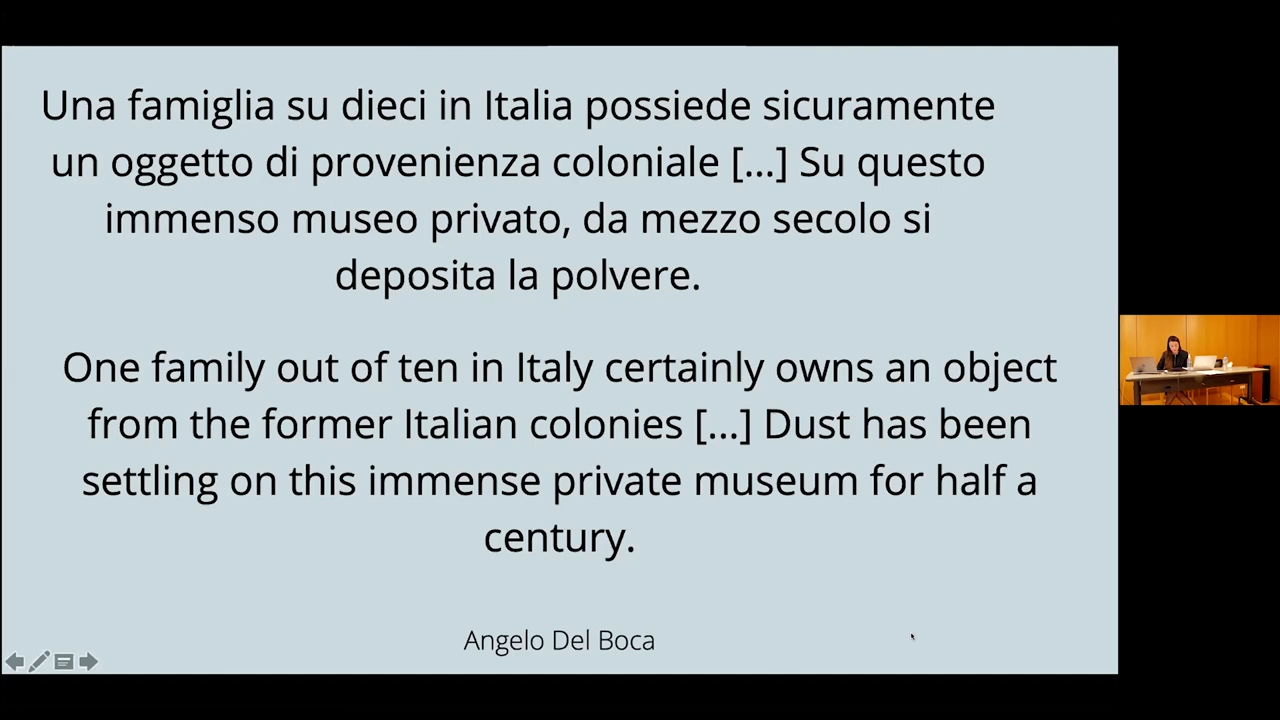 Una famiglia su dieci in Italia possiede sicuramente
un oggetto di provenienza coloniale [...] Su questo
immenso museo privato, da mezzo secolo si
deposita la polvere.
One family out of ten in Italy certainly owns an object
from the former Italian colonies [...] Dust has been
settling on this immense private museum for half a
century.
Angelo Del Boca